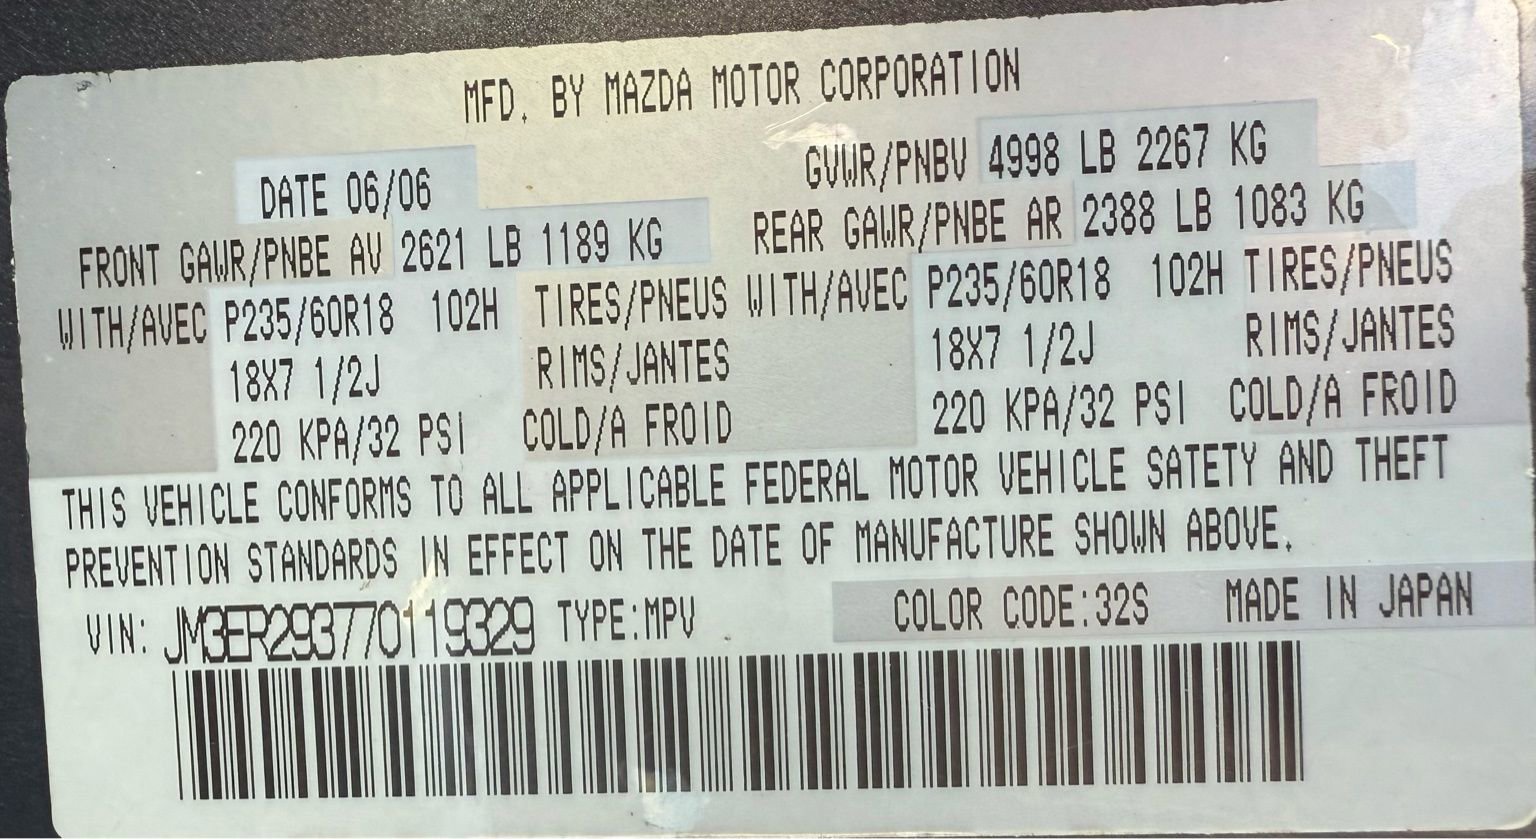 MFD. BY MAZDA MOTOR CORPORATION
DATE 06/06 GVWR/PNBV 4998 LB 2267 KG
FRONT GAWR/PNBE AV 2621 LB 1189 KG REAR GAWR/PNBE AR 2388 LB 1083 KG
WITH/AVEC P235/60R18 102H TIRES/PNEUS WITH/AVEC P235/60R18 102H TIRES/PNEUS
18X7 1/2J RIMS/JANTES 18X7 1/2J RIMS/JANTES
220 KPA/32 PSI COLD/A FROID 220 KPA/32 PSI COLD/A FROID
THIS VEHICLE CONFORMS TO ALL APPLICABLE FEDERAL MOTOR VEHICLE SATETY AND THEFT
PREVENTION STANDARDS IN EFFECT ON THE DATE OF MANUFACTURE SHOWN ABOVE.
VIN: JM3ER293770119329 TYPE:MPV COLOR CODE:32S MADE IN JAPAN